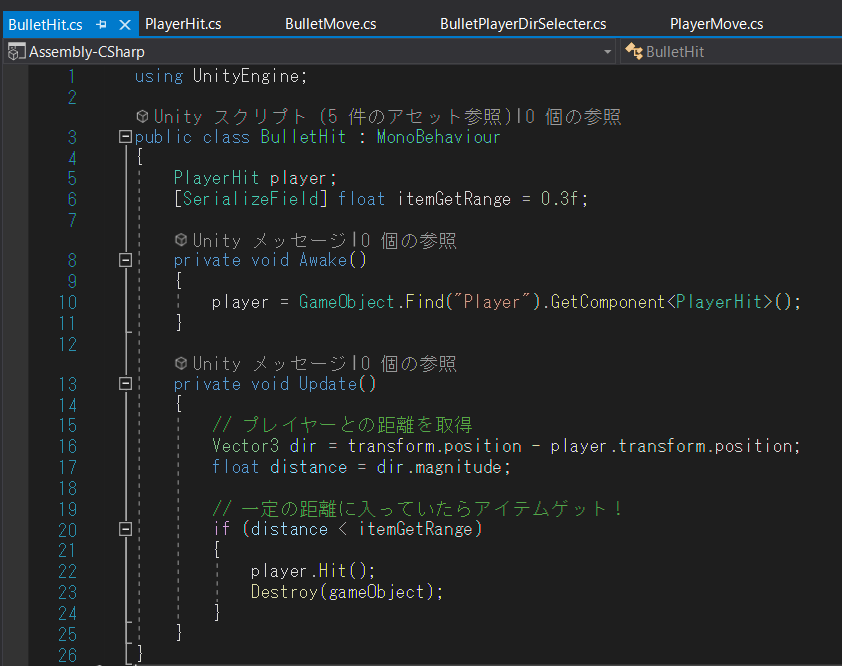 BulletHit.cs PlayerHit.cs BulletMove.cs BulletPlayerDirSelecter.cs PlayerMove.cs
Assembly-CSharp BulletHit
1 using UnityEngine;
2
Unity スクリプト (5 件のアセット参照)|0 個の参照
3 public class BulletHit : MonoBehaviour
4 {
5 PlayerHit player;
6 [SerializeField] float itemGetRange = 0.3f;
7
Unity メッセージ|0 個の参照
8 private void Awake()
9 {
10 player = GameObject.Find("Player").GetComponent<PlayerHit>();
11 }
12
Unity メッセージ|0 個の参照
13 private void Update()
14 {
15 // プレイヤーとの距離を取得
16 Vector3 dir = transform.position - player.transform.position;
17 float distance = dir.magnitude;
18
19 // 一定の距離に入っていたらアイテムゲット！
20 if (distance < itemGetRange)
21 {
22 player.Hit();
23 Destroy(gameObject);
24 }
25 }
26 }